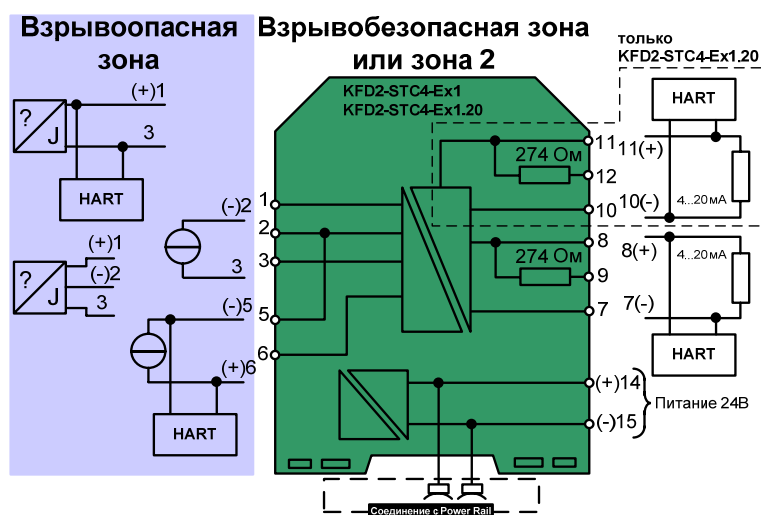 Взрывоопасная
зона
Взрывобезопасная зона
или зона 2
только
KFD2-STC4-Ex1.20
KFD2-STC4-Ex1
KFD2-STC4-Ex1.20
?
J
(+)1
3
HART
(-)2
3
?
J
(+)1
(-)2
3
(-)5
(+)6
HART
1
2
3
5
6
274 Ом
11
12
10
274 Ом
8
9
7
HART
11(+)
10(-)
4...20мА
8(+)
4...20мА
7(-)
HART
(+)14
(-)15
Питание 24В
Соединение с Power Rail